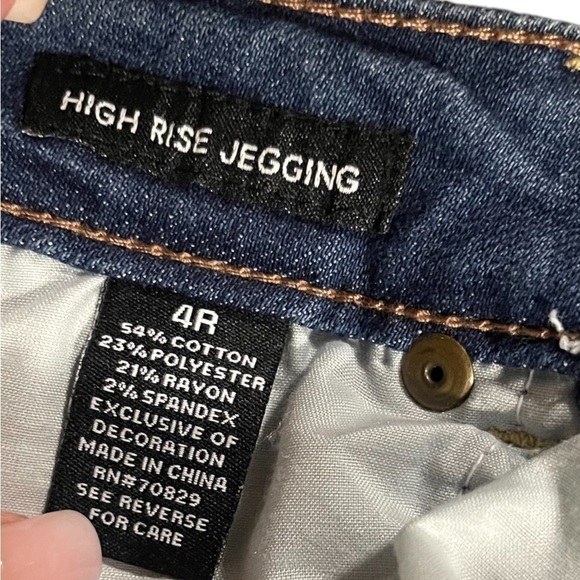 HIGH RISE JEGGING
4R
54% COTTON
23% POLYESTER
21% RAYON
2% SPANDEX
EXCLUSIVE OF
DECORATION
MADE IN CHINA
RN#70829
SEE REVERSE
FOR CARE